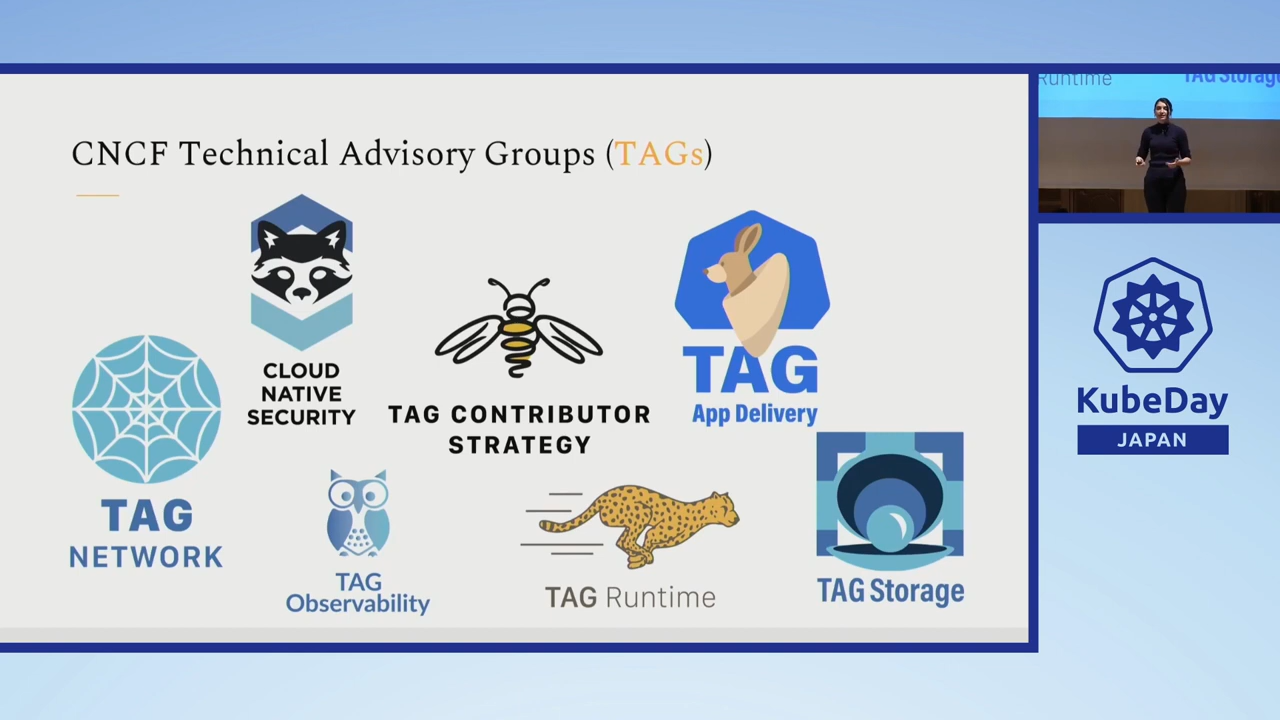 CNCF Technical Advisory Groups (TAGs)
CLOUD
NATIVE
SECURITY
TAG CONTRIBUTOR
STRATEGY
TAG
App Delivery
TAG
NETWORK
TAG
Observability
TAG Runtime
TAG Storage
Runtime
TAG Storage
KubeDay
JAPAN